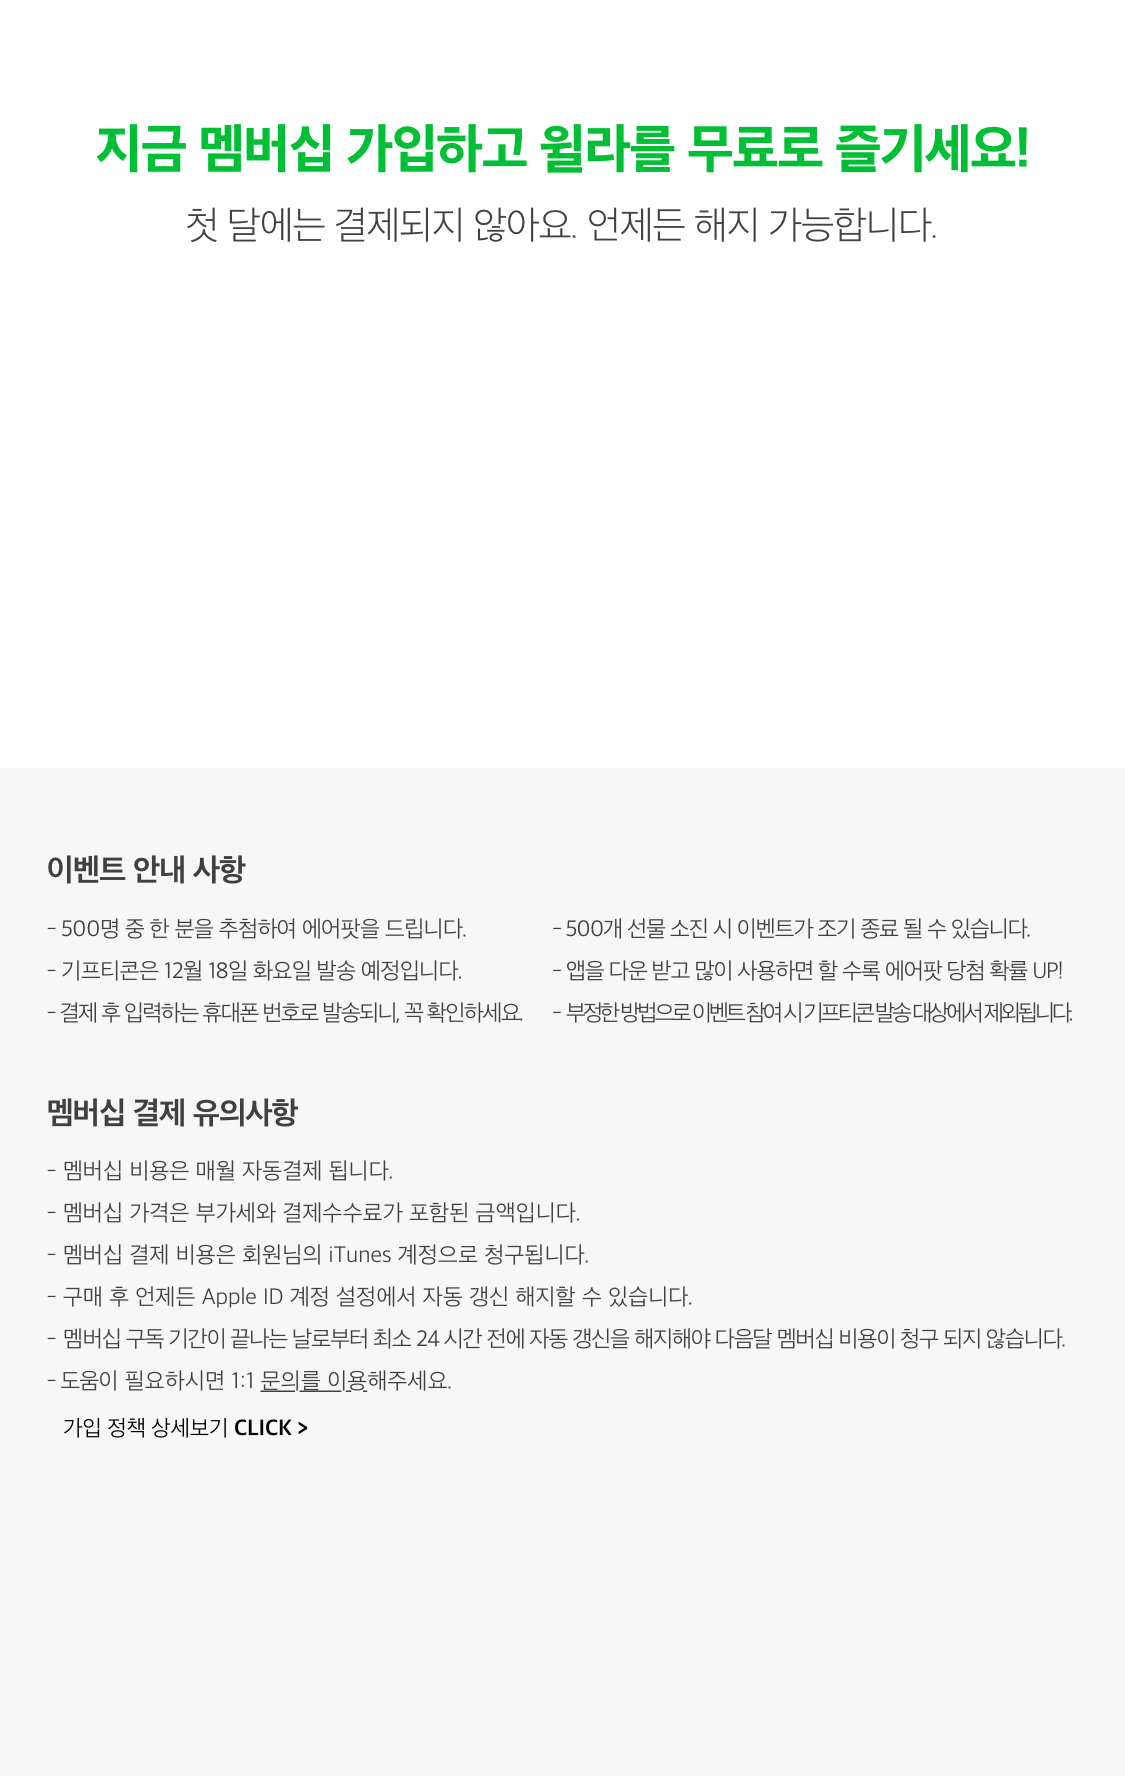 지금 멤버십 가입하고 윌라를 무료로 즐기세요!
첫 달에는 결제되지 않아요. 언제든 해지 가능합니다.
이벤트 안내 사항
- 500명 중 한 분을 추첨하여 에어팟을 드립니다.
- 기프티콘은 12월 18일 화요일 발송 예정입니다.
- 결제 후 입력하는 휴대폰 번호로 발송되니, 꼭 확인하세요.
- 500개 선물 소진 시 이벤트가 조기 종료 될 수 있습니다.
- 앱을 다운 받고 많이 사용하면 할 수록 에어팟 당첨 확률 UP!
- 부정한 방법으로 이벤트 참여 시 기프티콘 발송 대상에서 제외됩니다.
멤버십 결제 유의사항
- 멤버십 비용은 매월 자동결제 됩니다.
- 멤버십 가격은 부가세와 결제수수료가 포함된 금액입니다.
- 멤버십 결제 비용은 회원님의 iTunes 계정으로 청구됩니다.
- 구매 후 언제든 Apple ID 계정 설정에서 자동 갱신 해지할 수 있습니다.
- 멤버십 구독 기간이 끝나는 날로부터 최소 24 시간 전에 자동 갱신을 해지해야 다음달 멤버십 비용이 청구 되지 않습니다.
- 도움이 필요하시면 1:1 문의를 이용해주세요.
가입 정책 상세보기 CLICK >